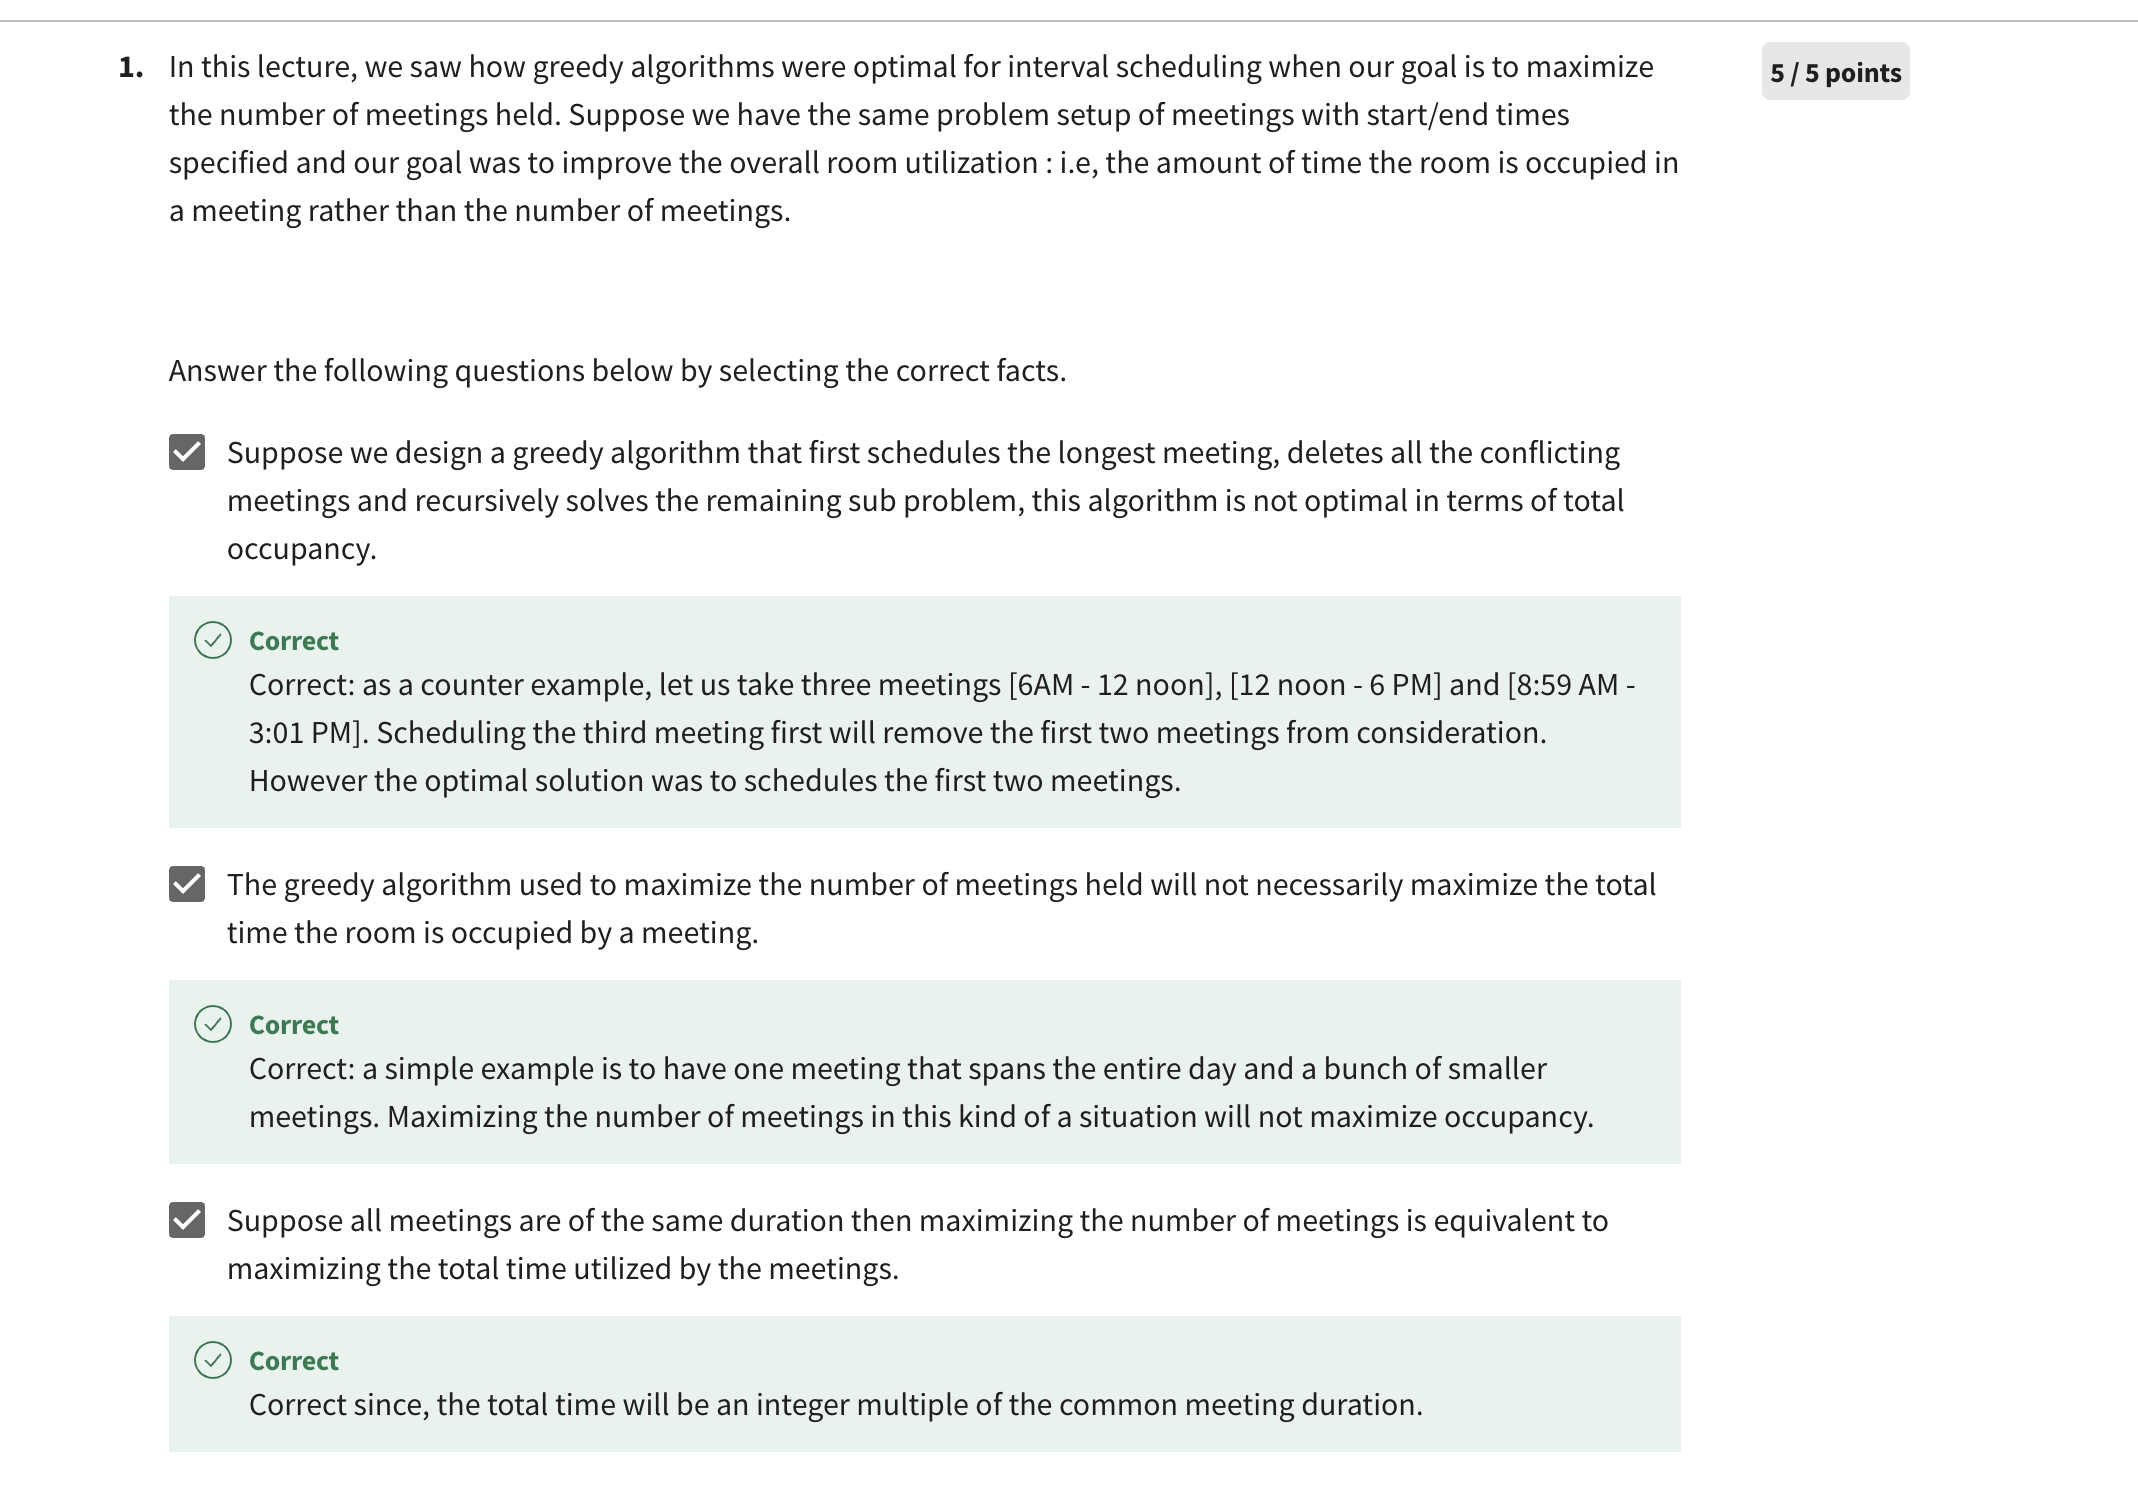 1. In this lecture, we saw how greedy algorithms were optimal for interval scheduling when our goal is to maximize
5 / 5 points
the number of meetings held. Suppose we have the same problem setup of meetings with start/end times
specified and our goal was to improve the overall room utilization : i.e, the amount of time the room is occupied in
a meeting rather than the number of meetings.
Answer the following questions below by selecting the correct facts.
Suppose we design a greedy algorithm that first schedules the longest meeting, deletes all the conflicting
meetings and recursively solves the remaining sub problem, this algorithm is not optimal in terms of total
occupancy.
Correct
Correct: as a counter example, let us take three meetings [6AM - 12 noon], [12 noon - 6 PM] and [8:59 AM -
3:01 PM]. Scheduling the third meeting first will remove the first two meetings from consideration.
However the optimal solution was to schedules the first two meetings.
The greedy algorithm used to maximize the number of meetings held will not necessarily maximize the total
time the room is occupied by a meeting.
Correct
Correct: a simple example is to have one meeting that spans the entire day and a bunch of smaller
meetings. Maximizing the number of meetings in this kind of a situation will not maximize occupancy.
Suppose all meetings are of the same duration then maximizing the number of meetings is equivalent to
maximizing the total time utilized by the meetings.
Correct
Correct since, the total time will be an integer multiple of the common meeting duration.